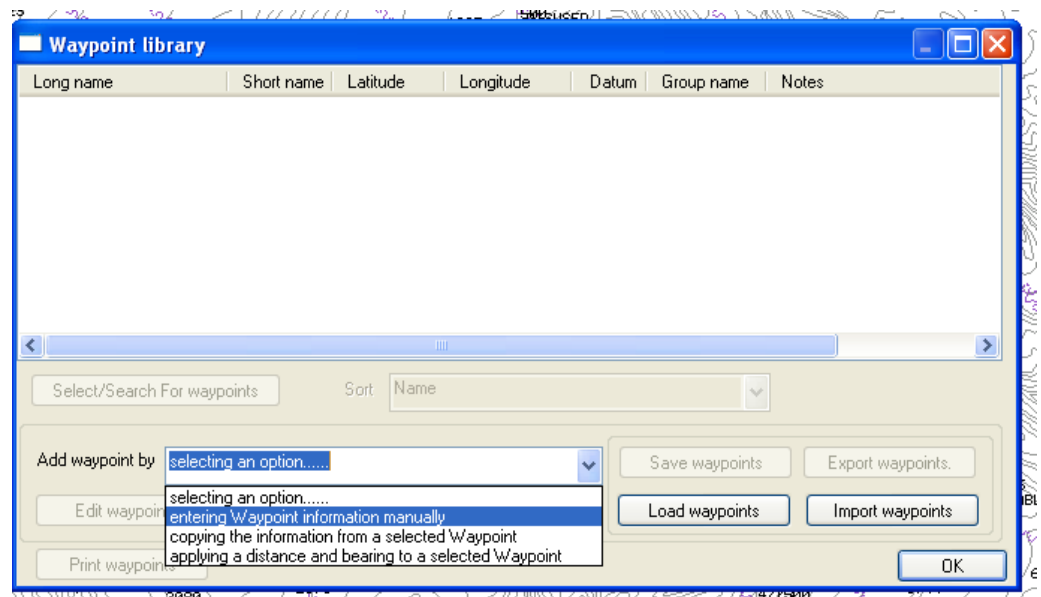 Waypoint library
Long name Short name Latitude Longitude Datum Group name Notes
Select/Search For waypoints Sort Name
Add waypoint by selecting an option...... Save waypoints Export waypoints.
selecting an option......
Load waypoints Import waypoints
entering Waypoint information manually
copying the information from a selected Waypoint
applying a distance and bearing to a selected Waypoint
Edit
Print
OK